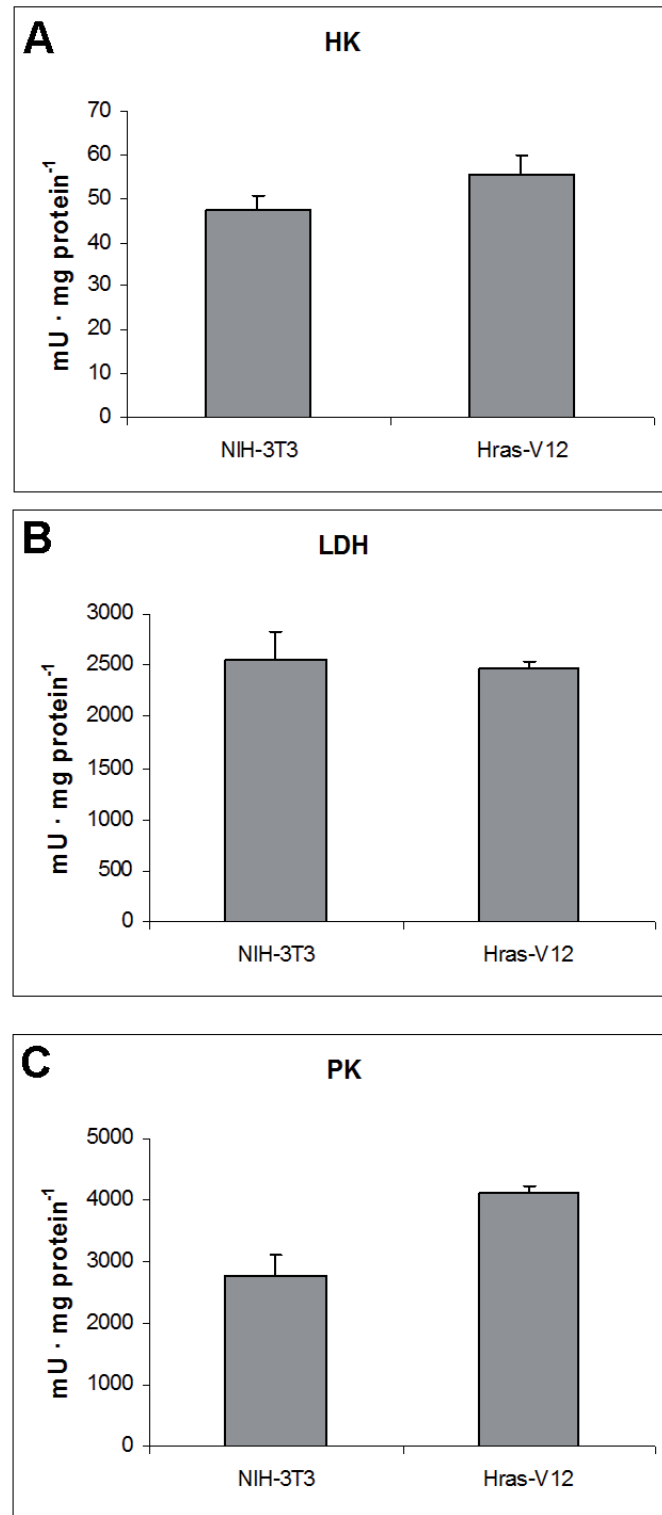 A
HK
mU · mg protein⁻¹
70
60
50
40
30
20
10
0
NIH-3T3 Hras-V12
B
LDH
mU · mg protein⁻¹
3000
2500
2000
1500
1000
500
0
NIH-3T3 Hras-V12
C
PK
mU · mg protein⁻¹
5000
4000
3000
2000
1000
0
NIH-3T3 Hras-V12